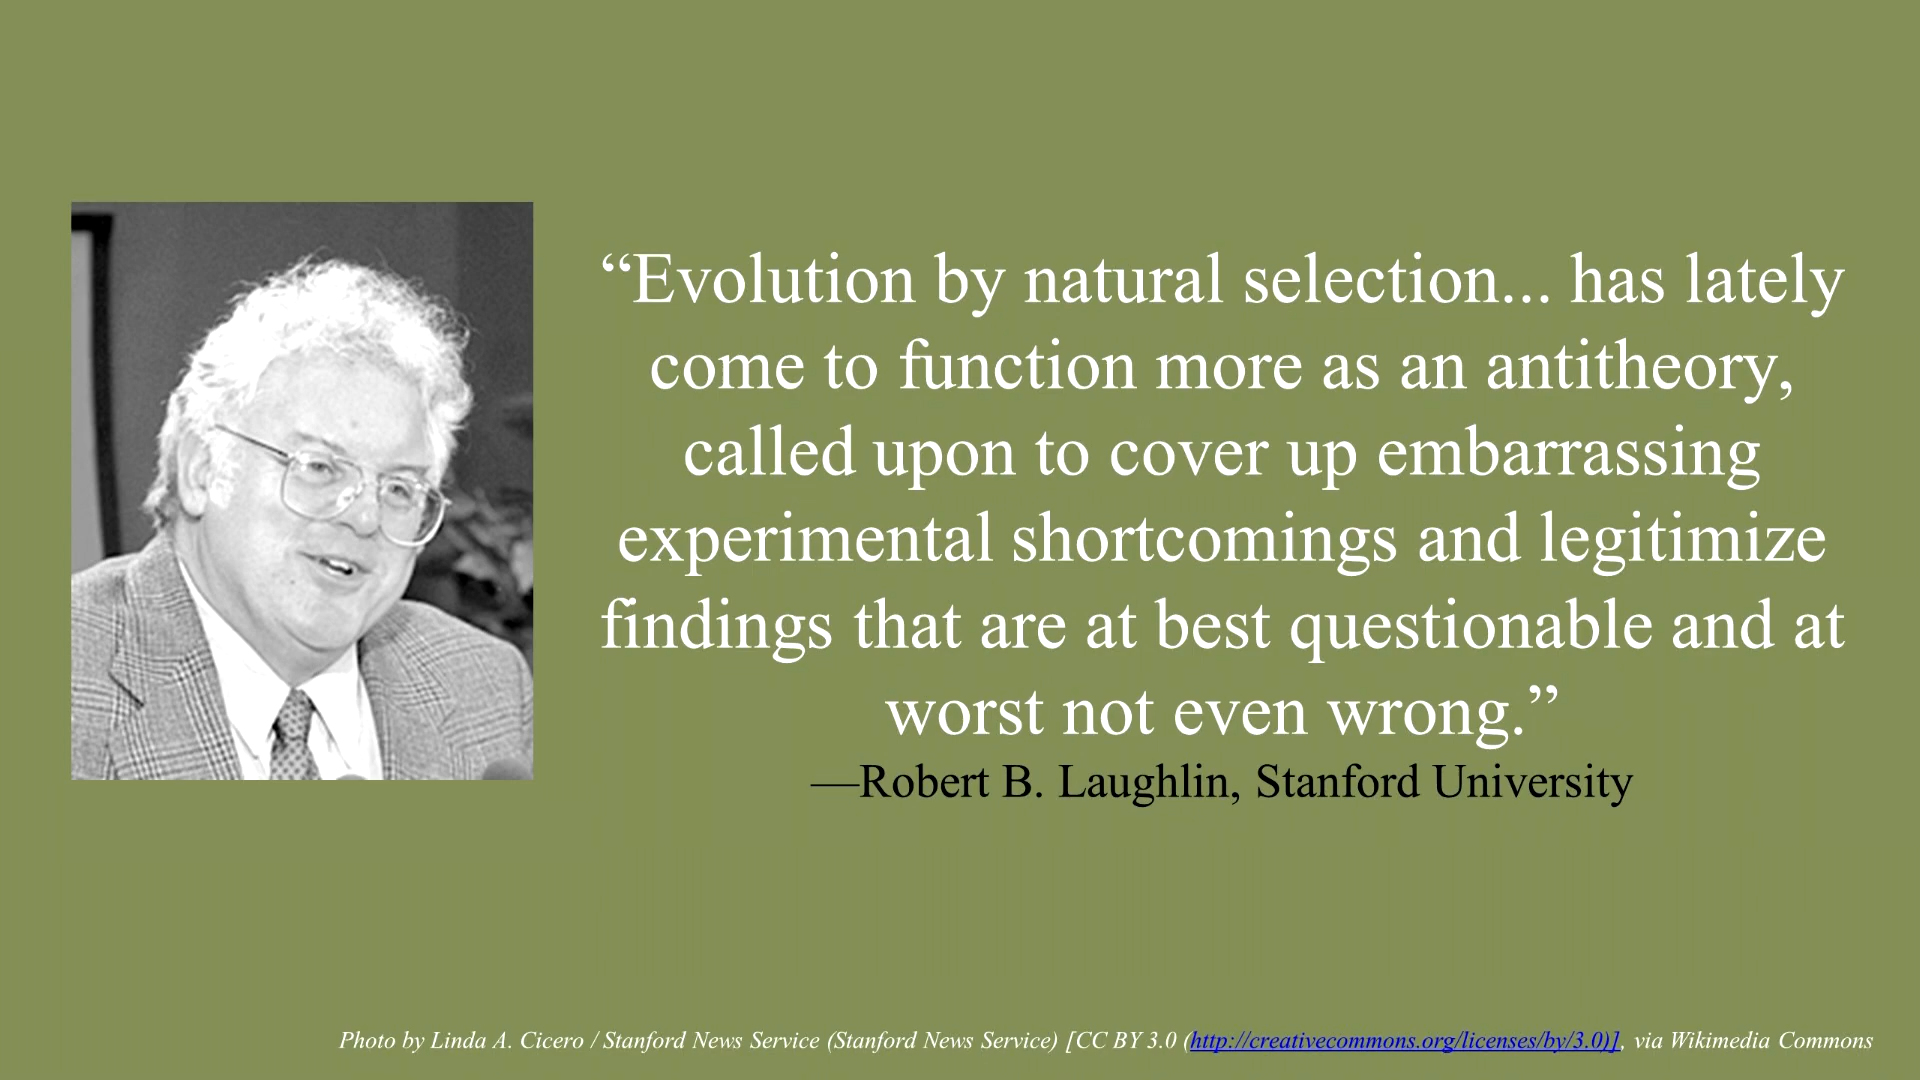 “Evolution by natural selection... has lately
come to function more as an antitheory,
called upon to cover up embarrassing
experimental shortcomings and legitimize
findings that are at best questionable and at
worst not even wrong.”
—Robert B. Laughlin, Stanford University
Photo by Linda A. Cicero / Stanford News Service (Stanford News Service) [CC BY 3.0 (http://creativecommons.org/licenses/by/3.0)], via Wikimedia Commons